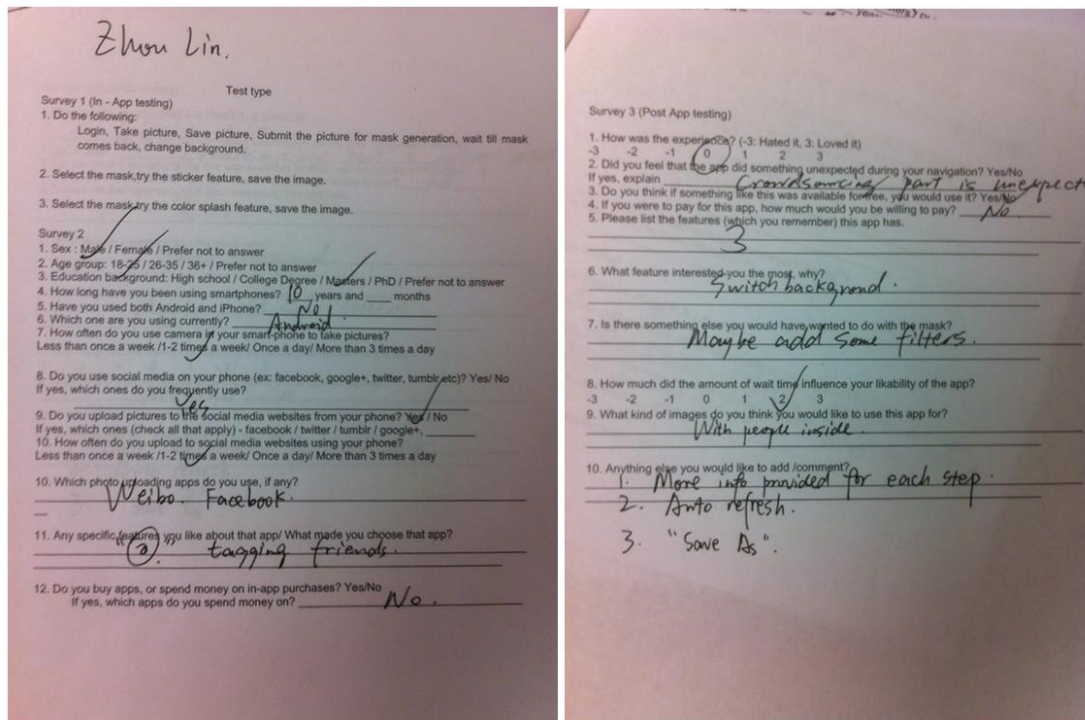 Zhou Lin.
Test type
Survey 1 (In - App testing)
1. Do the following:
Login, Take picture, Save picture, Submit the picture for mask generation, wait till mask
comes back, change background.
2. Select the mask,try the sticker feature, save the image.
3. Select the mask,try the color splash feature, save the image.
Survey 2
1. Sex : Male / Female / Prefer not to answer
2. Age group: 18-25 / 26-35 / 36+ / Prefer not to answer
3. Education background: High school / College Degree / Masters / PhD / Prefer not to answer
4. How long have you been using smartphones? 10 years and ____ months
5. Have you used both Android and iPhone? No
6. Which one are you using currently? Android.
7. How often do you use camera in your smart-phone to take pictures?
Less than once a week /1-2 times a week/ Once a day/ More than 3 times a day
8. Do you use social media on your phone (ex: facebook, google+, twitter, tumblr,etc)? Yes/ No
If yes, which ones do you frequently use?
Yes
9. Do you upload pictures to the social media websites from your phone? Yes / No
If yes, which ones (check all that apply) - facebook / twitter / tumblr / google+, ______
10. How often do you upload to social media websites using your phone?
Less than once a week /1-2 times a week/ Once a day/ More than 3 times a day
10. Which photo uploading apps do you use, if any?
Weibo. Facebook.
11. Any specific features you like about that app/ What made you choose that app?
tagging friends.
12. Do you buy apps, or spend money on in-app purchases? Yes/No
If yes, which apps do you spend money on? No.
Survey 3 (Post App testing)
1. How was the experience? (-3: Hated it, 3: Loved it)
-3 -2 -1 0 1 2 3
2. Did you feel that the app did something unexpected during your navigation? Yes/No
If yes, explain Crowdsourcing part is unexpect
3. Do you think if something like this was available for free, you would use it? Yes/No
4. If you were to pay for this app, how much would you be willing to pay? No
5. Please list the features (which you remember) this app has.
3
6. What feature interested you the most, why?
Switch background.
7. Is there something else you would have wanted to do with the mask?
Maybe add some filters.
8. How much did the amount of wait time influence your likability of the app?
-3 -2 -1 0 1 2 3
9. What kind of images do you think you would like to use this app for?
With people inside.
10. Anything else you would like to add /comment?
1. More info provided for each step.
2. Auto refresh.
3. "Save As".